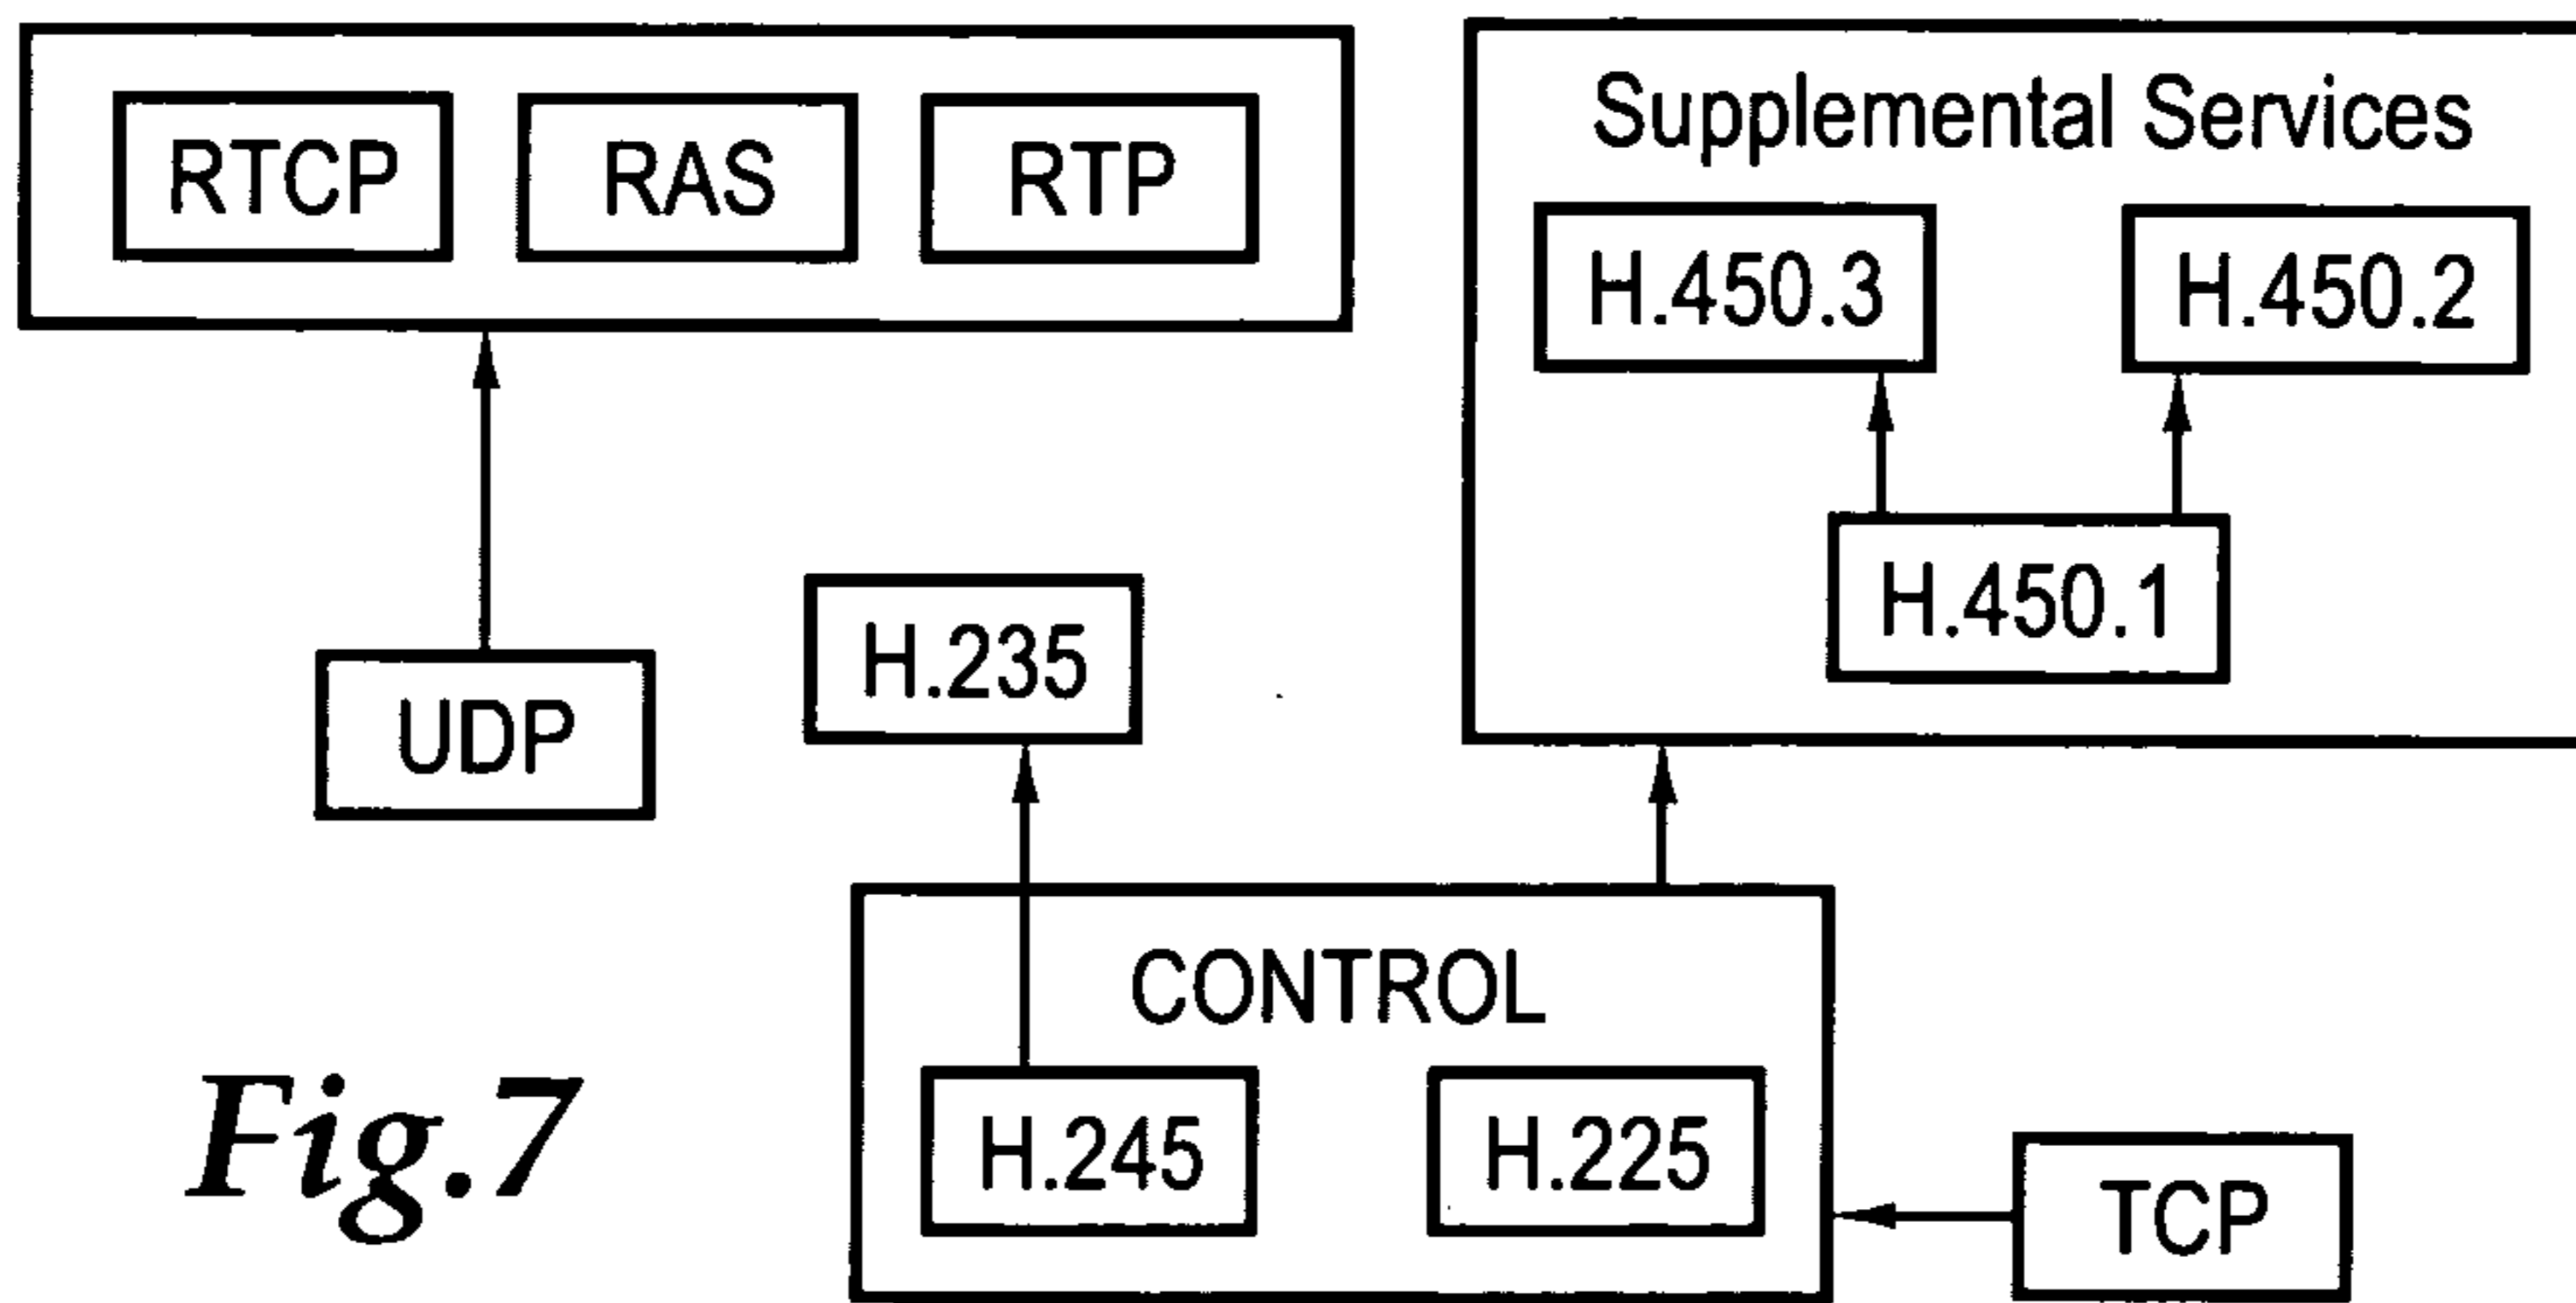 RTCP
RAS
RTP
Supplemental Services
H.450.3
H.450.2
H.450.1
H.235
UDP
CONTROL
H.245
H.225
TCP
Fig.7